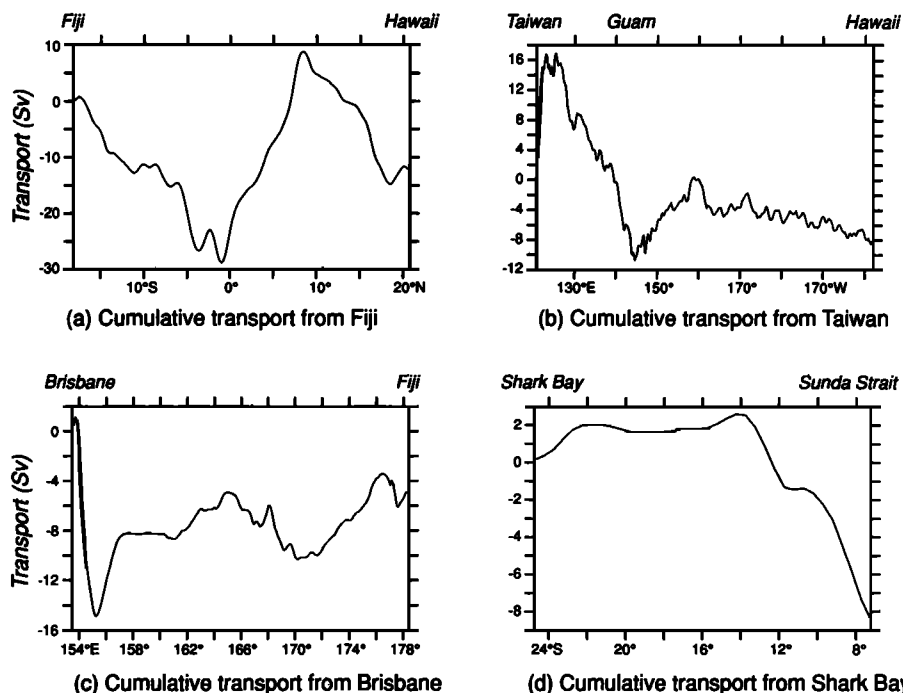 Fiji Hawaii
10
0
-10
-20
-30
Transport (Sv)
10°S 0° 10° 20°N
(a) Cumulative transport from Fiji
Taiwan Guam Hawaii
16
12
8
4
0
-4
-8
-12
130°E 150° 170° 170°W
(b) Cumulative transport from Taiwan
Brisbane Fiji
0
-4
-8
-12
-16
Transport (Sv)
154°E 158° 162° 166° 170° 174° 178°
(c) Cumulative transport from Brisbane
Shark Bay Sunda Strait
2
0
-2
-4
-6
-8
24°S 20° 16° 12° 8°
(d) Cumulative transport from Shark Bay